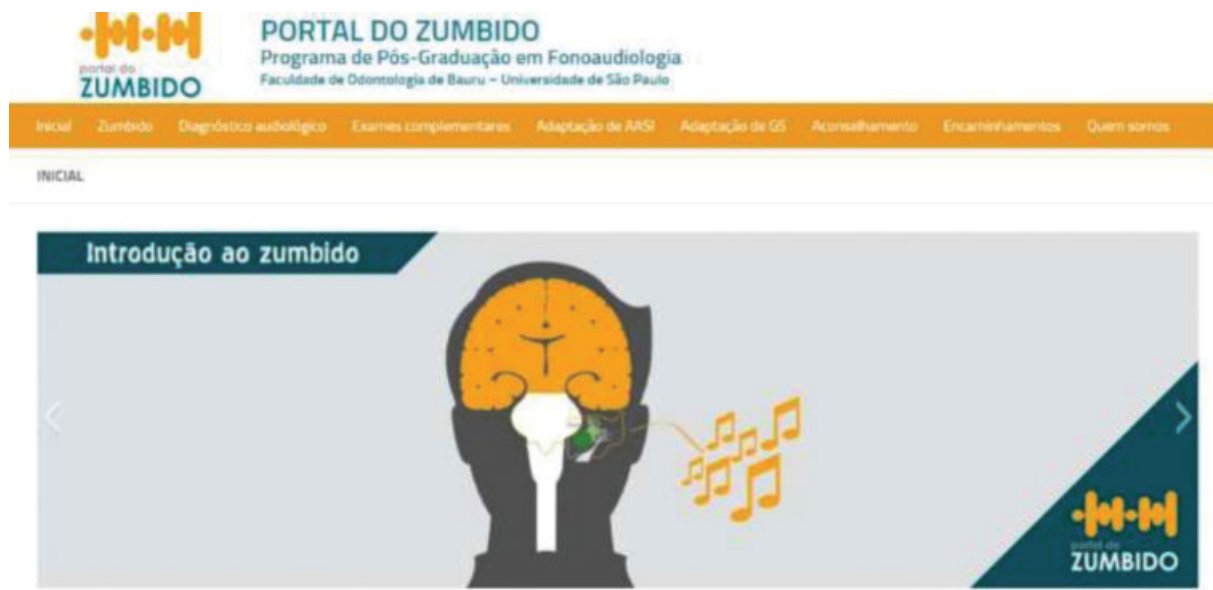 portal do
ZUMBIDO
PORTAL DO ZUMBIDO
Programa de Pós-Graduação em Fonoaudiologia
Faculdade de Odontologia de Bauru – Universidade de São Paulo
Inicial Zumbido Diagnóstico audiológico Exames complementares Adaptação de AASI Adaptação de GS Aconselhamento Encaminhamentos Quem somos
INICIAL
Introdução ao zumbido
portal do
ZUMBIDO